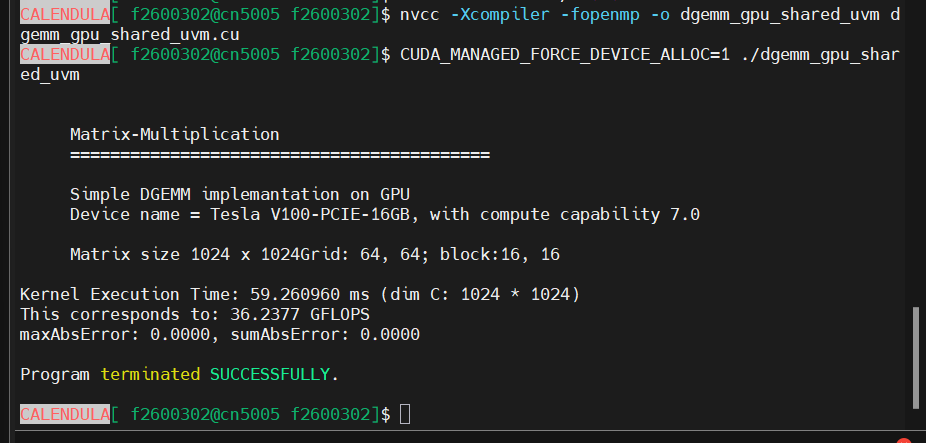 CALENDULA[ f2600302@cn5005 f2600302]$ nvcc -Xcompiler -fopenmp -o dgemm_gpu_shared_uvm d
gemm_gpu_shared_uvm.cu
CALENDULA[ f2600302@cn5005 f2600302]$ CUDA_MANAGED_FORCE_DEVICE_ALLOC=1 ./dgemm_gpu_shar
ed_uvm
Matrix-Multiplication
==========================================
Simple DGEMM implemantation on GPU
Device name = Tesla V100-PCIE-16GB, with compute capability 7.0
Matrix size 1024 x 1024Grid: 64, 64; block:16, 16
Kernel Execution Time: 59.260960 ms (dim C: 1024 * 1024)
This corresponds to: 36.2377 GFLOPS
maxAbsError: 0.0000, sumAbsError: 0.0000
Program terminated SUCCESSFULLY.
CALENDULA[ f2600302@cn5005 f2600302]$